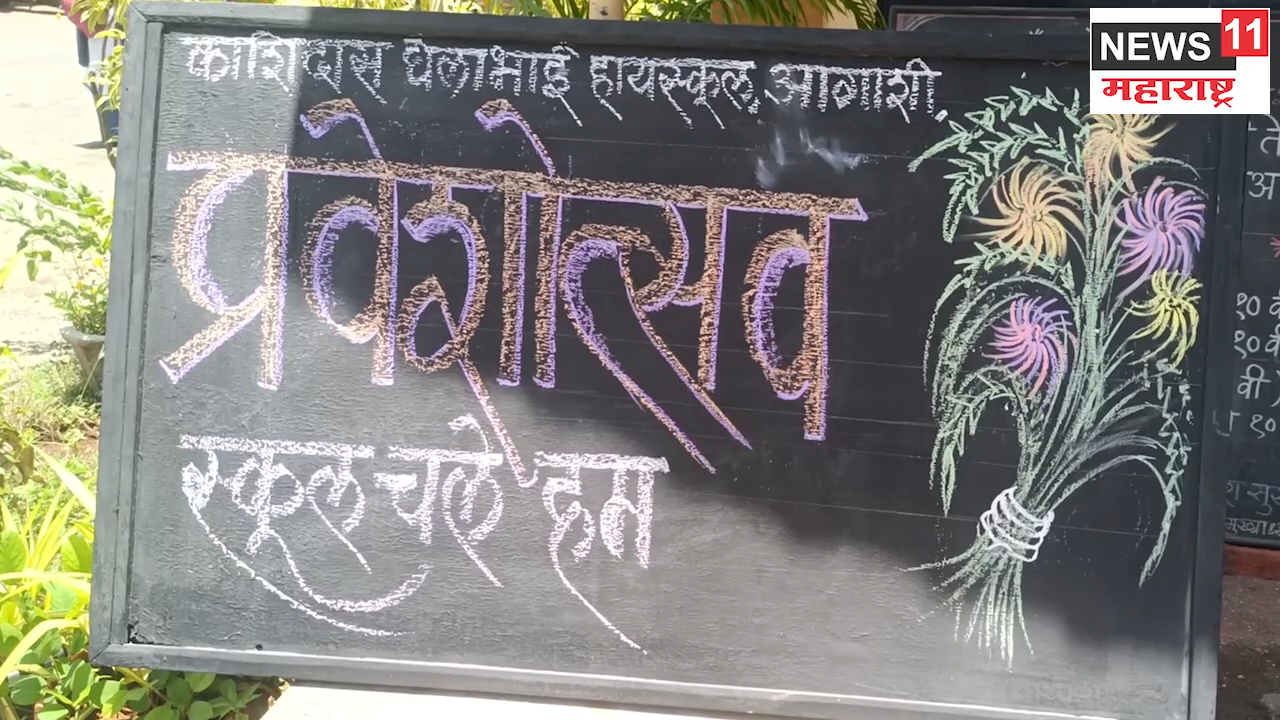 काशिदास घेलाभाई हायस्कूल, आगाशी.
प्रवेशोत्सव
स्कूल चले हम
NEWS 11
महाराष्ट्र